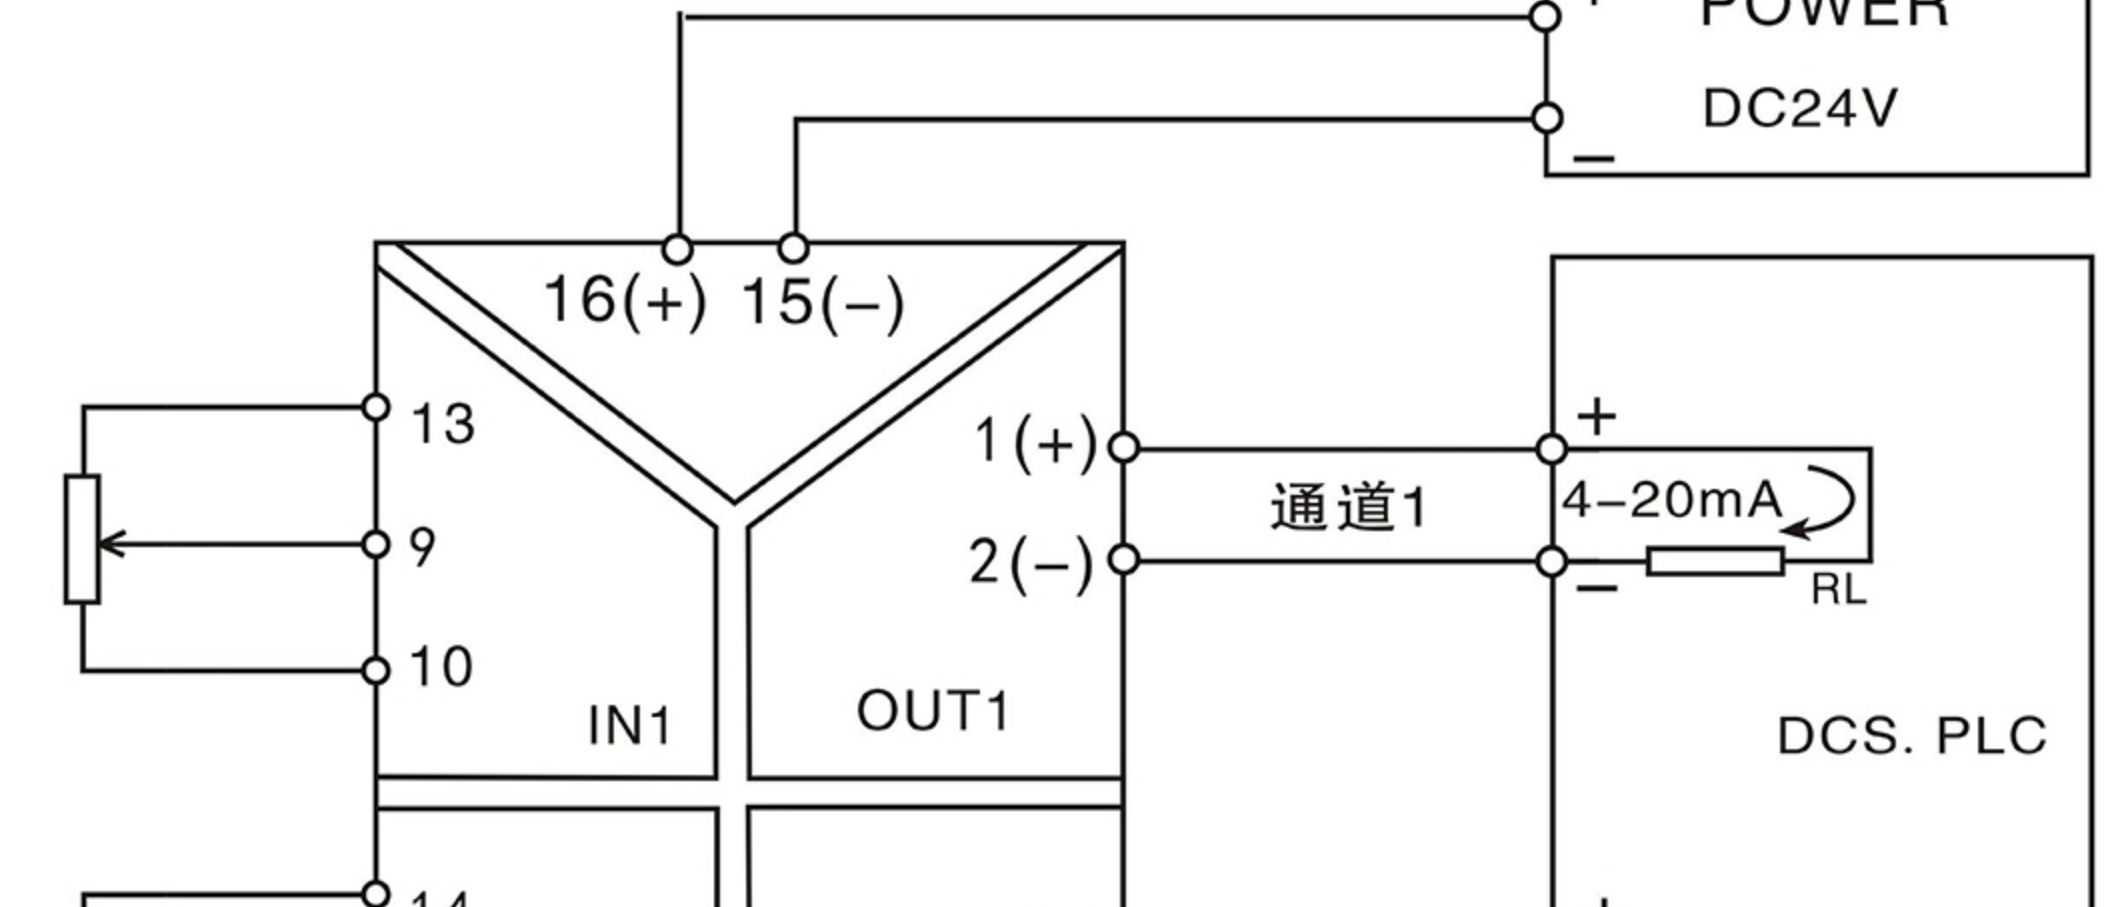 +
POWER
DC24V
−
16(+) 15(−)
13
9
10
IN1
1(+)
2(−)
OUT1
通道1
+
4−20mA
−
RL
DCS. PLC
14
+